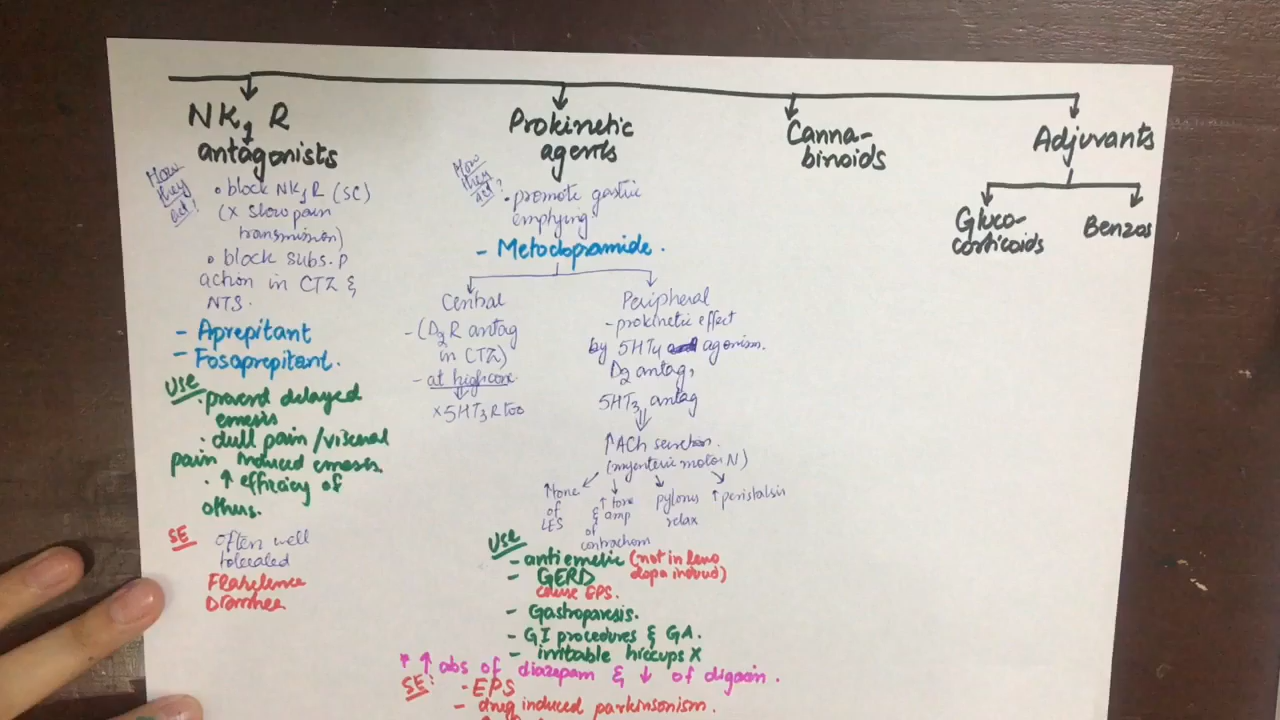 NK1 R
antagonists
How
they
act?
• block NK1R (SC)
(x slow pain
transmission)
• block subs. P
action in CTZ &
NTS.
- Aprepitant
- Fosaprepitant.
Use
• prevent delayed
emesis
• dull pain / visceral
pain induced emesis.
• ↑ efficacy of
others.
SE
often well
tolerated
Flatulence
Diarrhea
Prokinetic
agents
How
they
act?
• promote gastric
emptying
- Metoclopramide.
Central
- (D2 R antag
in CTZ)
- at high conc
x 5HT3 R too
Peripheral
- prokinetic effect
by 5HT4 agonism.
D2 antag,
5HT3 antag
↑ ACh secretion.
(myenteric motor N)
↑ tone
of
LES
↑ tone
& amp
of
contraction
pylorus
relax
↑ peristalsis
Use
- antiemetic (not in levo
dopa induced)
- GERD
cause EPS.
- Gastroparesis.
- GI procedures & GA.
- irritable hiccups X
* ↑ abs of diazepam & ↓ of digoxin.
SE:
- EPS
- drug induced parkinsonism.
Canna-
binoids
Adjuvants
Gluco-
corticoids
Benzos